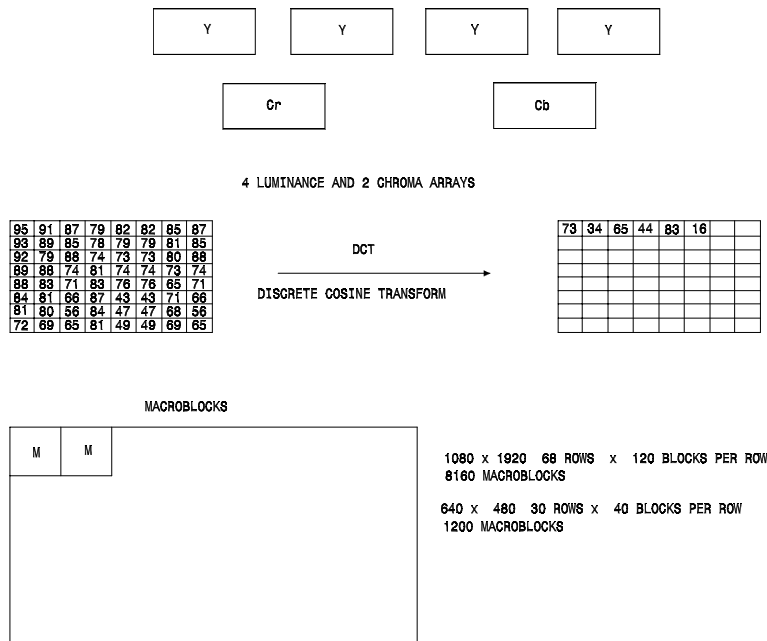 Y Y Y Y
Cr Cb
4 LUMINANCE AND 2 CHROMA ARRAYS
95 91 87 79 82 82 85 87
93 89 85 78 79 79 81 85
92 79 88 74 73 73 80 88
89 88 74 81 74 74 73 74
88 83 71 83 76 76 65 71
84 81 66 87 43 43 71 66
81 80 56 84 47 47 68 56
72 69 65 81 49 49 69 65
DCT
DISCRETE COSINE TRANSFORM
73 34 65 44 83 16
MACROBLOCKS
M M
1080 x 1920 68 ROWS x 120 BLOCKS PER ROW
8160 MACROBLOCKS
640 x 480 30 ROWS x 40 BLOCKS PER ROW
1200 MACROBLOCKS